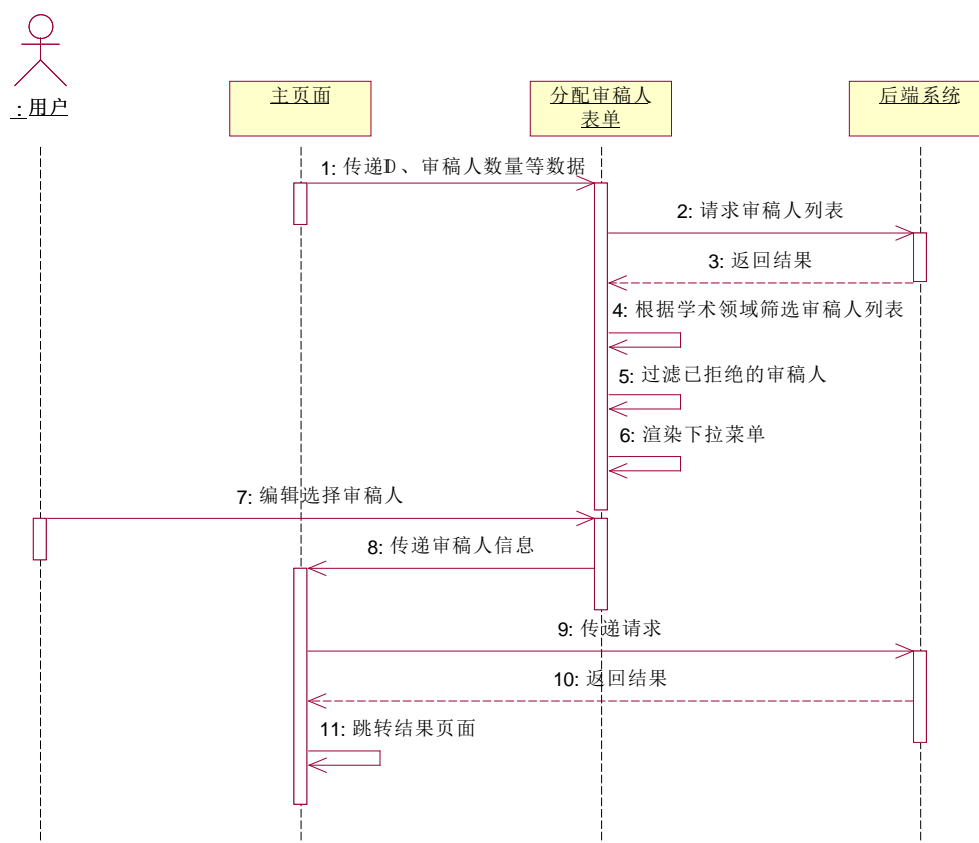 : 用户
主页面
分配审稿人
表单
后端系统
1: 传递ID、审稿人数量等数据
2: 请求审稿人列表
3: 返回结果
4: 根据学术领域筛选审稿人列表
5: 过滤已拒绝的审稿人
6: 渲染下拉菜单
7: 编辑选择审稿人
8: 传递审稿人信息
9: 传递请求
10: 返回结果
11: 跳转结果页面